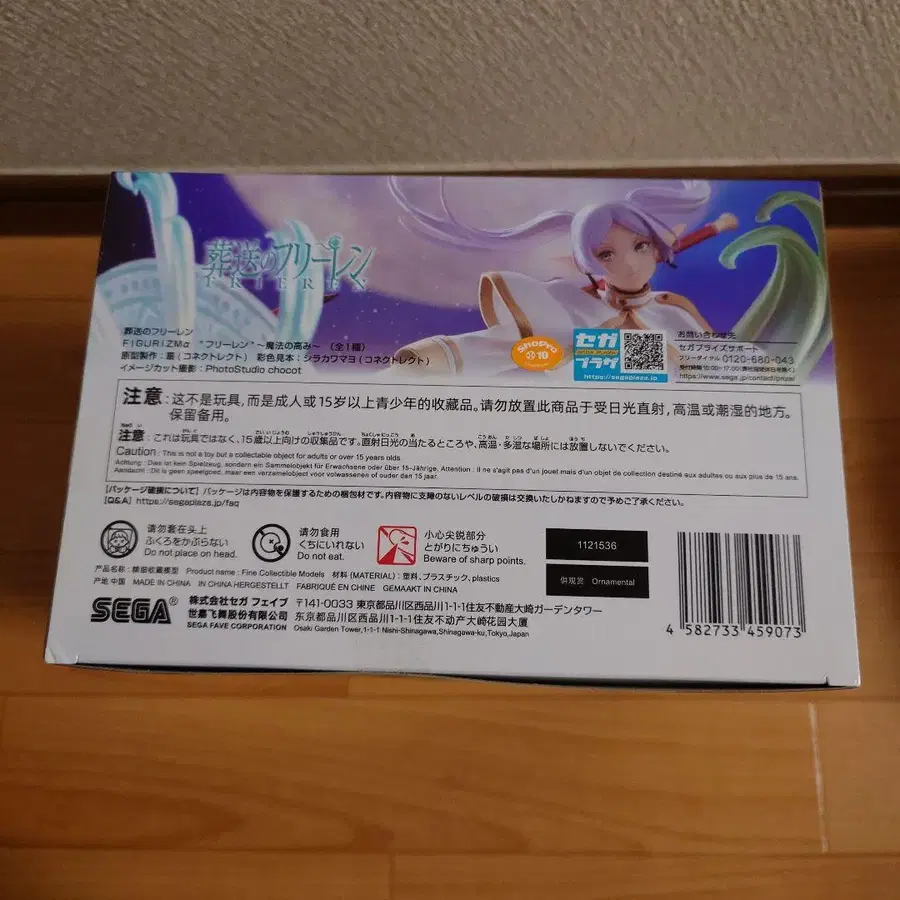 葬送のフリーレン
FRIEREN
葬送のフリーレン
FIGURIZMα "フリーレン" ~魔法の高み~ (全1種)
原型製作:慕(コネクトレクト) 彩色見本:シラカワマヨ(コネクトレクト)
イメージカット撮影:PhotoStudio chocot
ShoPro
10
セガ
プラザ
https://segaplaza.jp/
お問い合わせ先
セガプライズサポート
フリーダイヤル 0120-680-043
https://www.sega.jp/contact/prize/
注意:这不是玩具,而是成人或15岁以上青少年的收藏品。请勿放置此商品于受日光直射,高温或潮湿的地方。
保留备用。
注意:これは玩具ではなく、15歳以上向けの収集品です。直射日光の当たるところや、高温・多湿な場所には放置しないでください。
Caution : This is not a toy but a collectable object for adults or over 15 years olds.
Achtung : Dies ist kein Spielzeug, sondern ein Sammelobjekt für Erwachsene oder über 15-Jährige. Attention : Il ne s'agit pas d'un jouet mais d'un objet de collection destiné aux adultes ou aux plus de 15 ans.
Aandacht : Dit is geen speelgoed, maar een verzamelobject voor volwassenen of ouder dan 15 jaar.
【パッケージ破損について】パッケージは内容物を保護するための梱包材です。内容物に支障のないレベルの破損は交換いたしかねますので予めご了承ください。
【Q&A】https://segaplaza.jp/faq
请勿套在头上
ふくろをかぶらない
Do not place on head.
请勿食用
くちにいれない
Do not eat.
小心尖锐部分
とがりにちゅうい
Beware of sharp points.
1121536
供观赏 Ornamental
产品名称:精细收藏模型 Product name : Fine Collectible Models 材料 (MATERIAL) : 塑料, プラスチック, plastics
产地 中国 MADE IN CHINA IN CHINA HERGESTELLT FABRIQUÉ EN CHINE GEMAAKT IN CHINA
SEGA®
株式会社セガ フェイブ 〒141-0033 東京都品川区西品川1-1-1住友不動産大崎ガーデンタワー
世嘉飞舞股份有限公司 东京都品川区西品川1-1-1住友不动产大崎花园大厦
SEGA FAVE CORPORATION Osaki Garden Tower,1-1-1 Nishi-Shinagawa,Shinagawa-ku,Tokyo,Japan
4 582733 459073